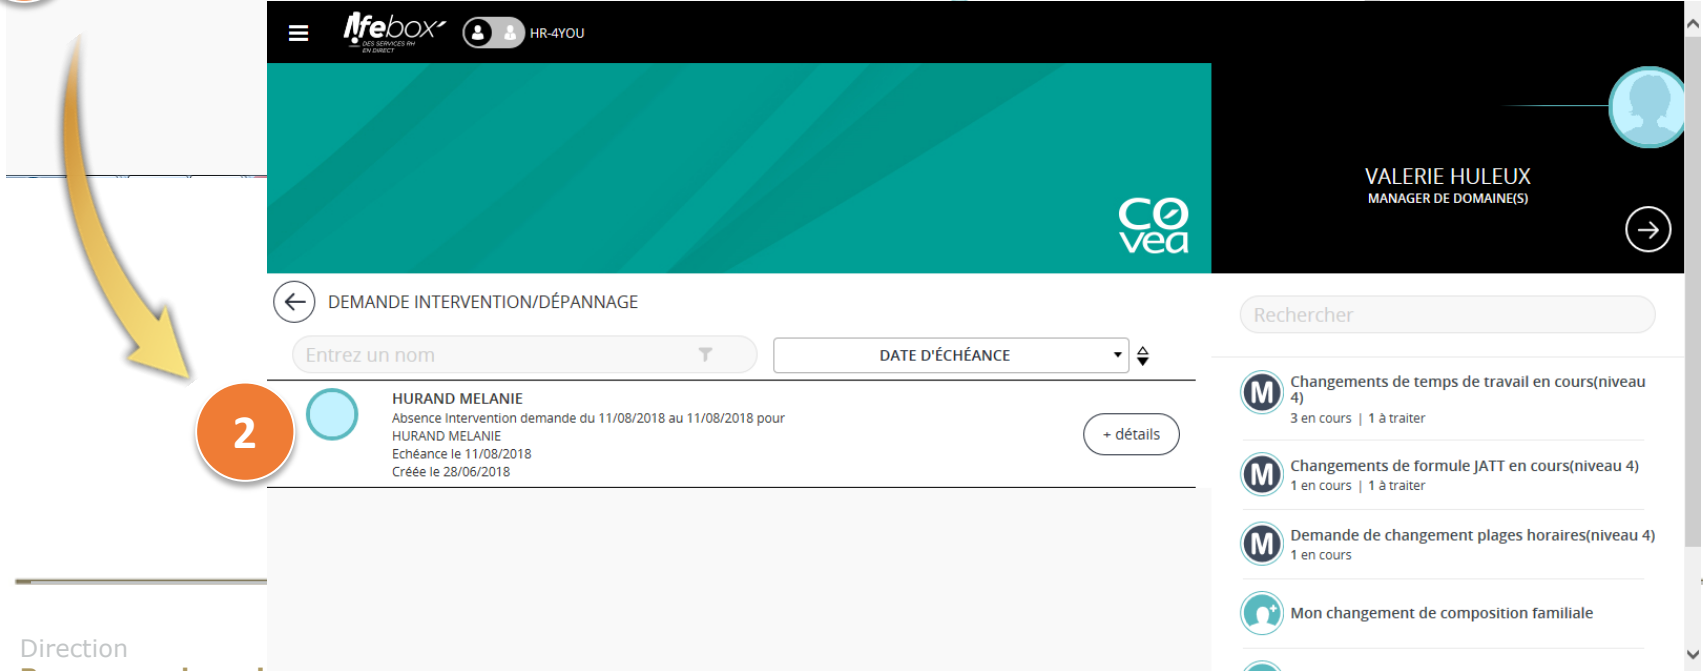 lifebox
DES SERVICES RH
EN DIRECT
HR-4YOU
covea
VALERIE HULEUX
MANAGER DE DOMAINE(S)
DEMANDE INTERVENTION/DÉPANNAGE
Entrez un nom
DATE D'ÉCHÉANCE
2
HURAND MELANIE
Absence Intervention demande du 11/08/2018 au 11/08/2018 pour
HURAND MELANIE
Echéance le 11/08/2018
Créée le 28/06/2018
+ détails
Rechercher
M
Changements de temps de travail en cours(niveau
4)
3 en cours | 1 à traiter
M
Changements de formule JATT en cours(niveau 4)
1 en cours | 1 à traiter
M
Demande de changement plages horaires(niveau 4)
1 en cours
Mon changement de composition familiale
Direction